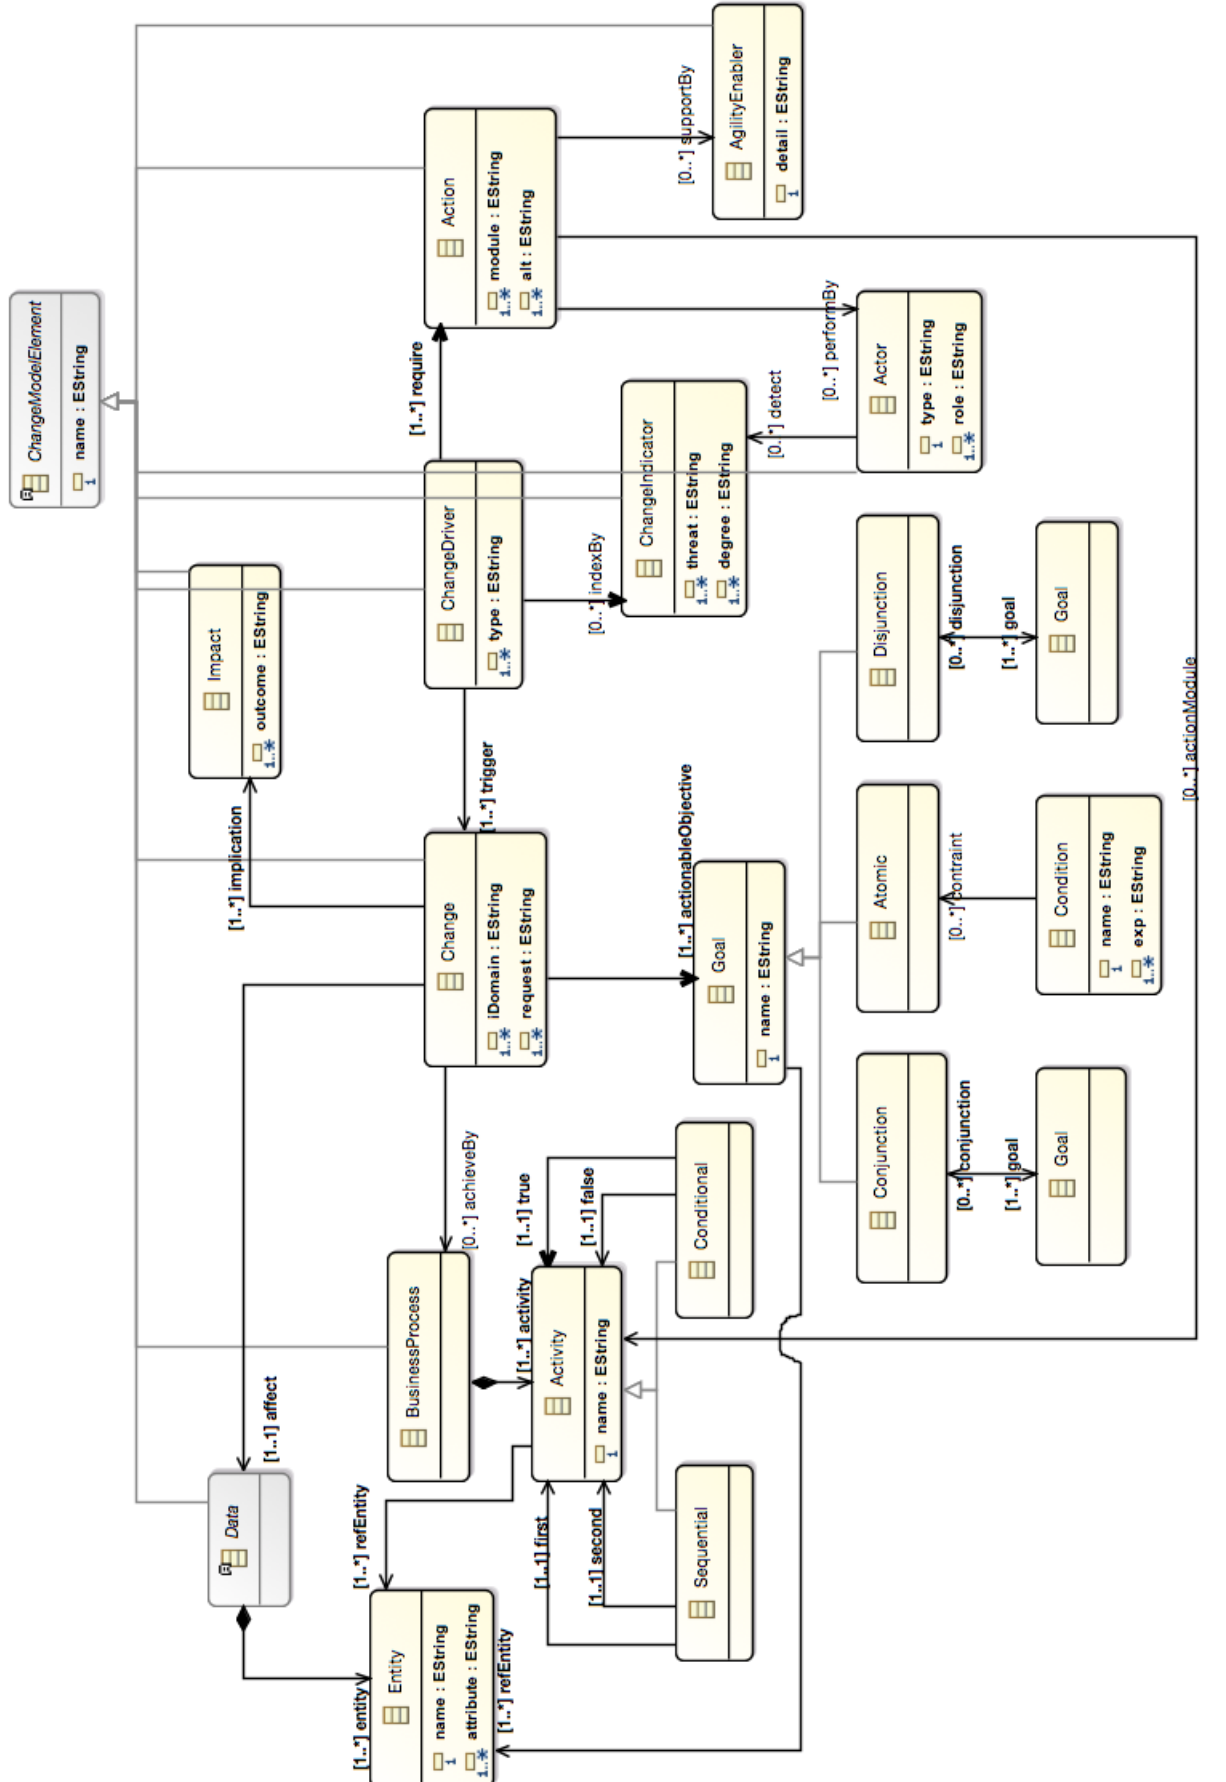 ChangeModelElement
name : EString
1
Data
[1..1] affect
[1..*] implication
Impact
outcome : EString
1..*
[1..*] entity
Entity
name : EString
1
attribute : EString
1..*
[1..*] refEntity
[1..*] refEntity
BusinessProcess
[0..*] achieveBy
Change
iDomain : EString
1..*
request : EString
1..*
[1..*] trigger
ChangeDriver
type : EString
1..*
[1..*] require
Action
module : EString
1..*
alt : EString
1..*
[1..*] activity
[1..1] true
[1..1] first
Activity
name : EString
1
[1..1] false
[1..1] second
[0..*] indexBy
ChangeIndicator
threat : EString
1..*
degree : EString
1..*
[0..*] supportBy
AgilityEnabler
detail : EString
1
[1..*] actionableObjective
Goal
name : EString
1
Sequential
Conditional
[0..*] detect
[0..*] performBy
Actor
type : EString
1
role : EString
1..*
Conjunction
Atomic
Disjunction
[0..*] conjunction
[0..*] contraint
[0..*] disjunction
[1..*] goal
[1..*] goal
Goal
Condition
name : EString
1
exp : EString
1..*
Goal
[0..*] actionModule